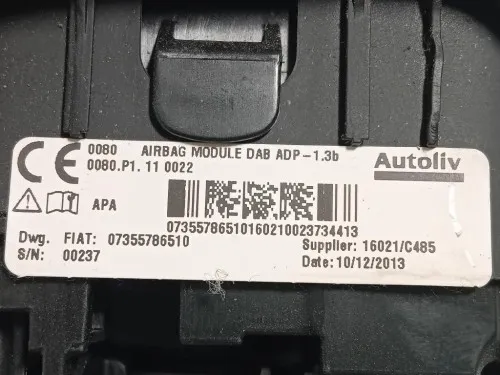 CE 0080 AIRBAG MODULE DAB ADP-1.3b
0080.P1. 11 0022
Autoliv
APA
07355786510160210023734413
Dwg. FIAT: 07355786510
Supplier: 16021/C485
S/N: 00237
Date: 10/12/2013